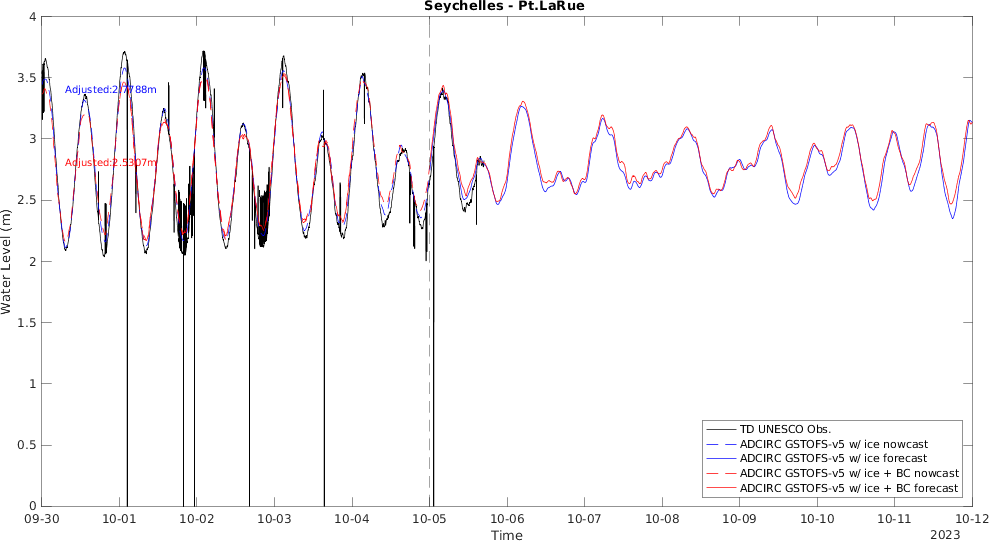 Seychelles - Pt.LaRue
4
3.5
3
2.5
2
1.5
1
0.5
0
Water Level (m)
Adjusted:2.7788m
Adjusted:2.5307m
09-30 10-01 10-02 10-03 10-04 10-05 10-06 10-07 10-08 10-09 10-10 10-11 10-12
Time
2023
TD UNESCO Obs.
ADCIRC GSTOFS-v5 w/ ice nowcast
ADCIRC GSTOFS-v5 w/ ice forecast
ADCIRC GSTOFS-v5 w/ ice + BC nowcast
ADCIRC GSTOFS-v5 w/ ice + BC forecast